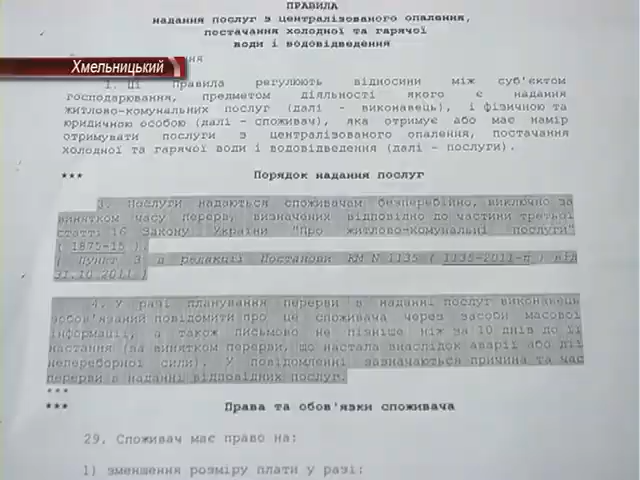 ПРАВИЛА
надання послуг з централізованого опалення,
постачання холодної та гарячої
води і водовідведення
Хмельницький
1. Ці Правила регулюють відносини між суб'єктом
господарювання, предметом діяльності якого є надання
житлово-комунальних послуг (далі - виконавець), і фізичною та
юридичною особою (далі - споживач), яка отримує або має намір
отримувати послуги з централізованого опалення, постачання
холодної та гарячої води і водовідведення (далі - послуги).
*** Порядок надання послуг
3. Послуги надаються споживачам безперебійно, виключно за
винятком часу перерв, визначених відповідно до частини третьої
статті 16 Закону України "Про житлово-комунальні послуги"
( 1875-15 ).
( Пункт 3 в редакції Постанови КМ N 1135 ( 1135-2011-п ) від
31.10.2011 )
4. У разі планування перерви в наданні послуг виконавець
зобов'язаний повідомити про це споживача через засоби масової
інформації, а також письмово не пізніше ніж за 10 днів до її
настання (за винятком перерви, що настала внаслідок аварії або дії
непереборної сили). У повідомленні зазначаються причина та час
перерви в наданні відповідних послуг.
***
*** Права та обов'язки споживача
29. Споживач має право на:
1) зменшення розміру плати у разі: